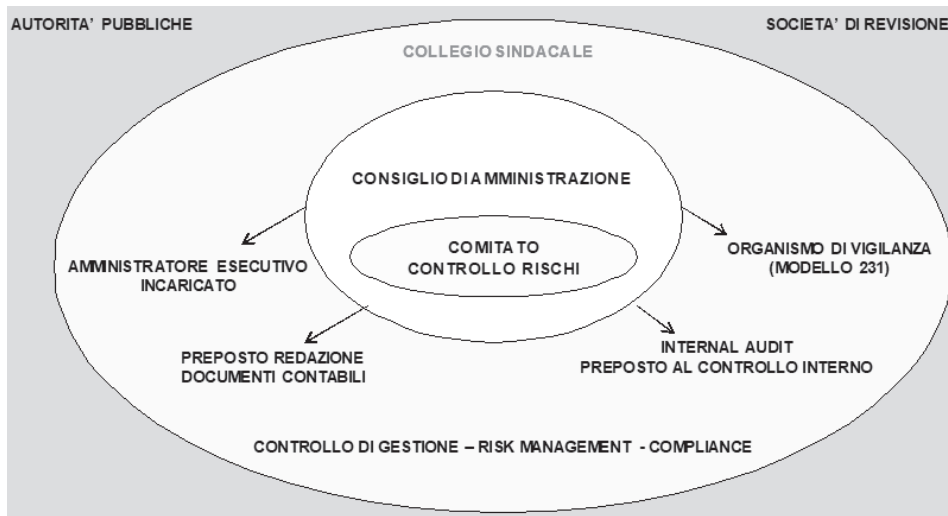 AUTORITA' PUBBLICHE
SOCIETA' DI REVISIONE
COLLEGIO SINDACALE
CONSIGLIO DI AMMINISTRAZIONE
COMITATO
CONTROLLO RISCHI
AMMINISTRATORE ESECUTIVO
INCARICATO
ORGANISMO DI VIGILANZA
(MODELLO 231)
PREPOSTO REDAZIONE
DOCUMENTI CONTABILI
INTERNAL AUDIT
PREPOSTO AL CONTROLLO INTERNO
CONTROLLO DI GESTIONE – RISK MANAGEMENT - COMPLIANCE